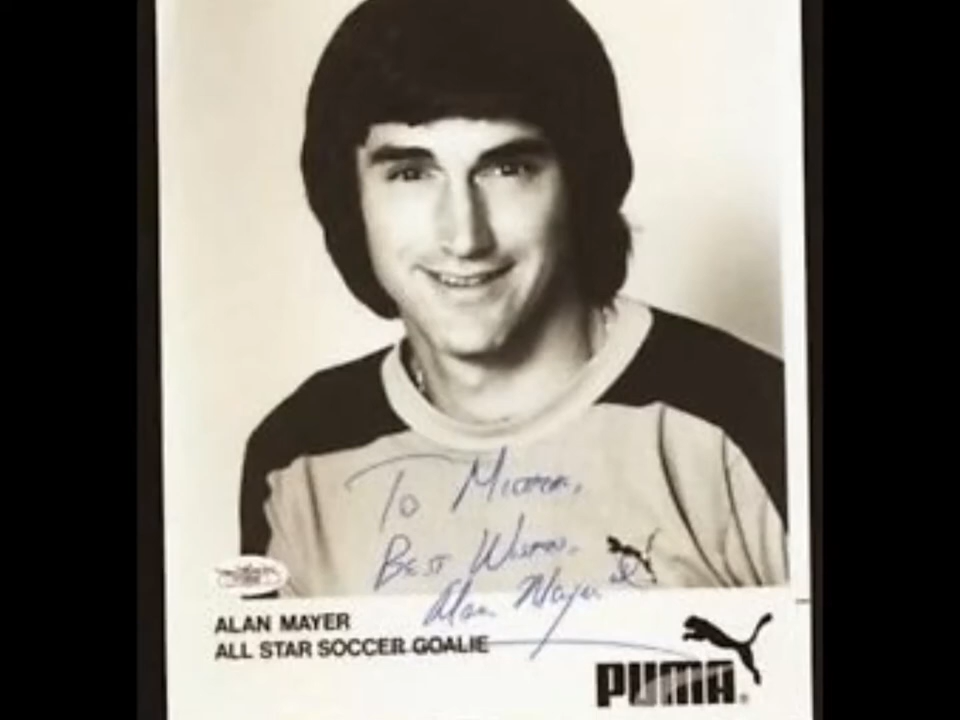 To
Best Wishes,
Alan Mayer
ALAN MAYER
ALL STAR SOCCER GOALIE
PUMA